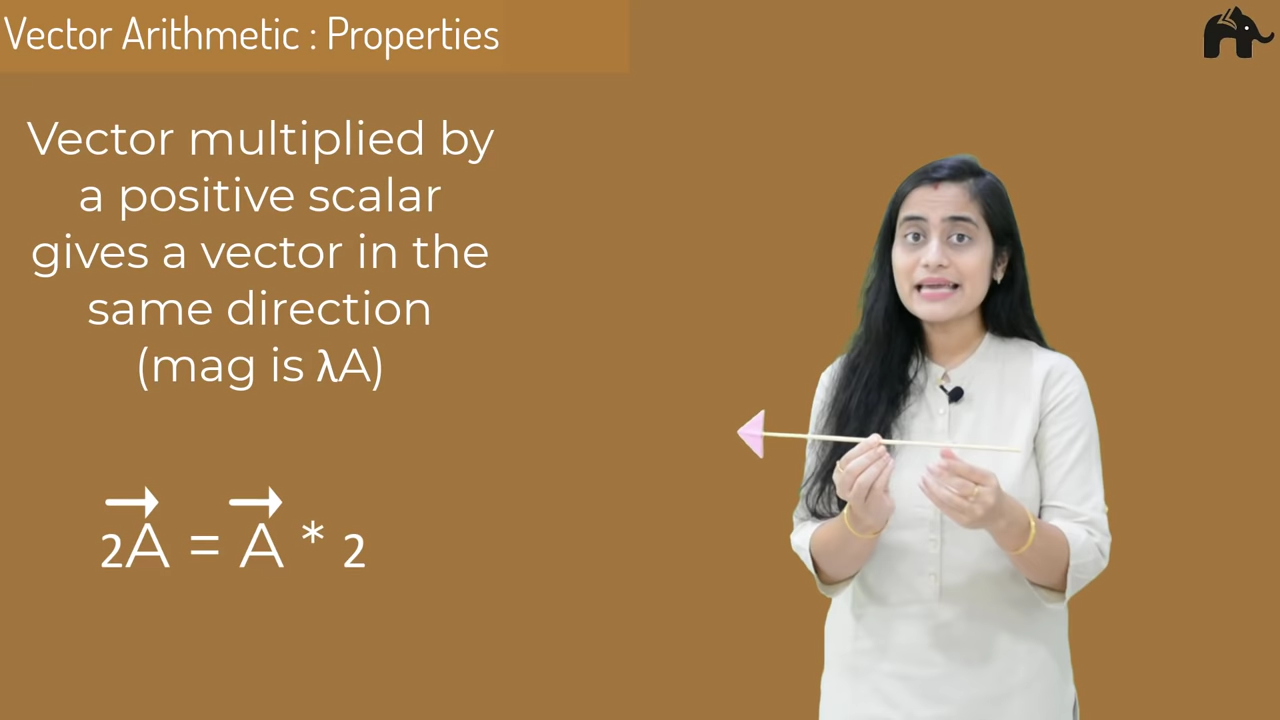 Vector Arithmetic : Properties
Vector multiplied by
a positive scalar
gives a vector in the
same direction
(mag is λA)
2A⃗ = A⃗ * 2